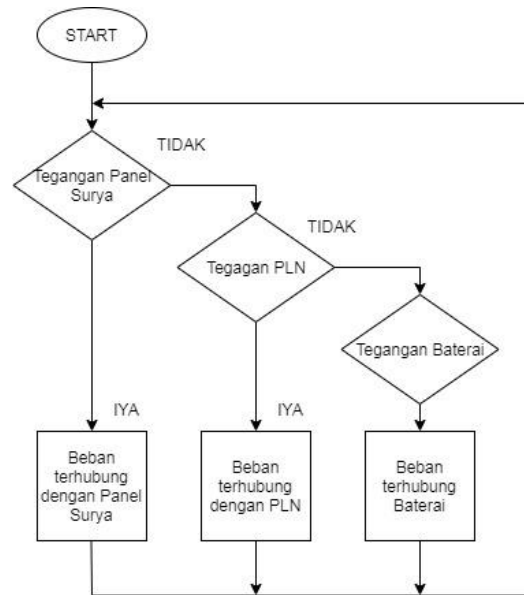 START
TIDAK
Tegangan Panel
Surya
TIDAK
Tegagan PLN
Tegangan Baterai
IYA
IYA
Beban
terhubung
dengan Panel
Surya
Beban
terhubung
dengan PLN
Beban
terhubung
Baterai